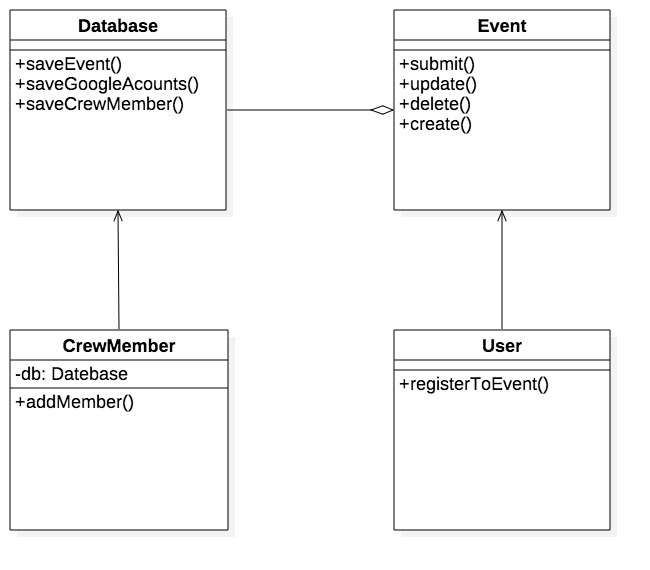 Database
+saveEvent()
+saveGoogleAcounts()
+saveCrewMember()
Event
+submit()
+update()
+delete()
+create()
CrewMember
-db: Datebase
+addMember()
User
+registerToEvent()